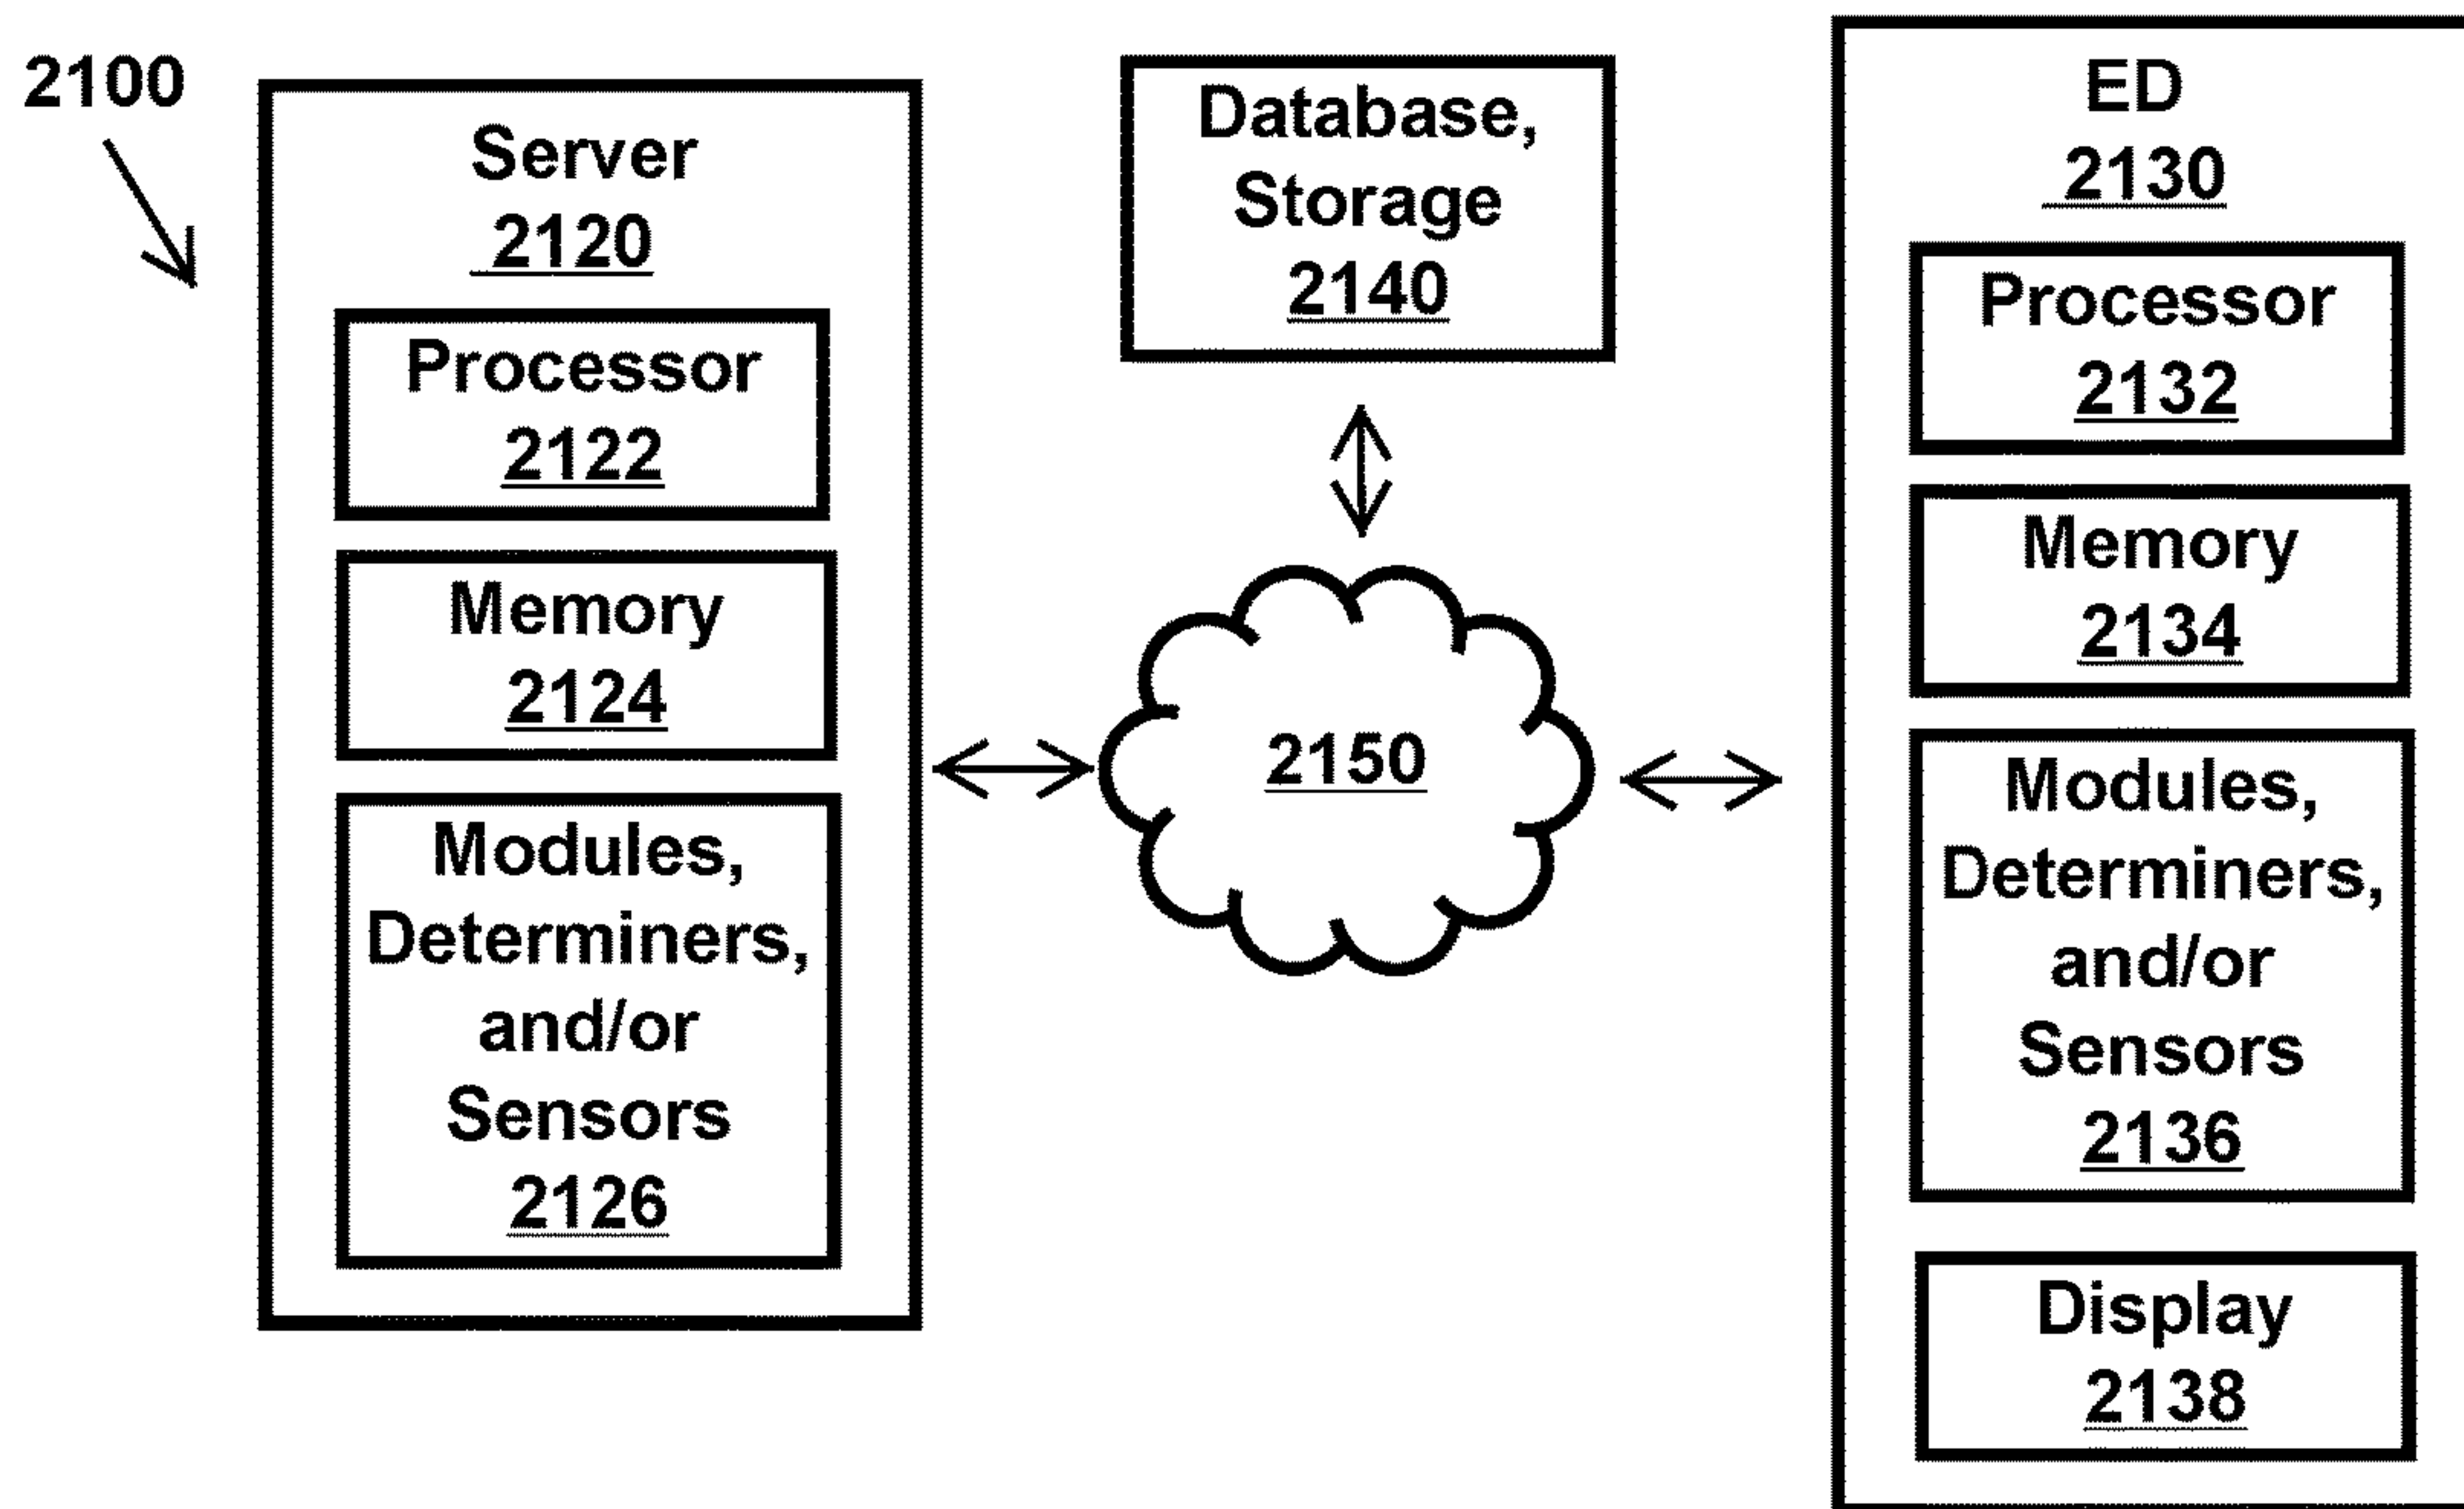 2100
Server
2120
Processor
2122
Memory
2124
Modules,
Determiners,
and/or
Sensors
2126
Database,
Storage
2140
2150
ED
2130
Processor
2132
Memory
2134
Modules,
Determiners,
and/or
Sensors
2136
Display
2138